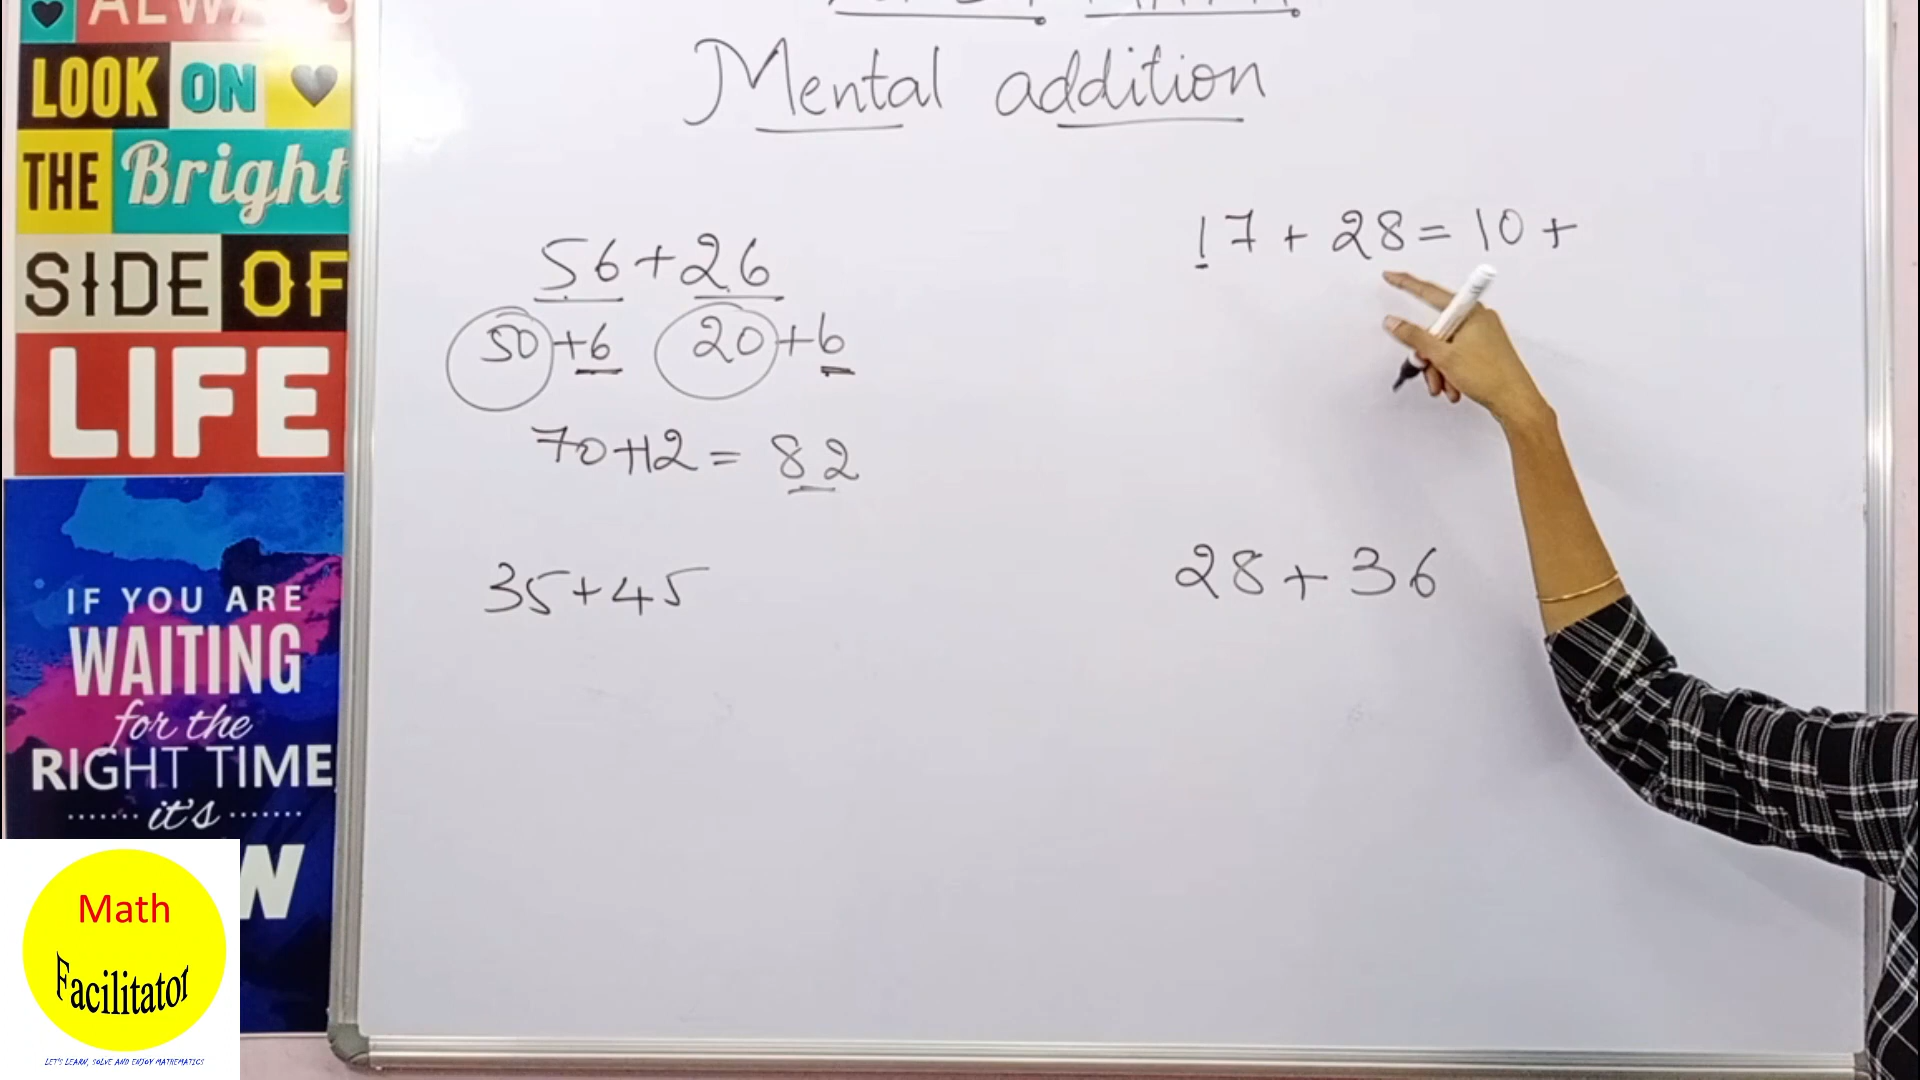 ALWAYS
LOOK ON
THE Bright
SIDE OF
LIFE
IF YOU ARE
WAITING
for the
RIGHT TIME,
it's
Math
Facilitator
LET'S LEARN, SOLVE AND ENJOY MATHEMATICS
Mental addition
56+26
50+6 20+6
70+12=82
35+45
17+28=10+
28+36